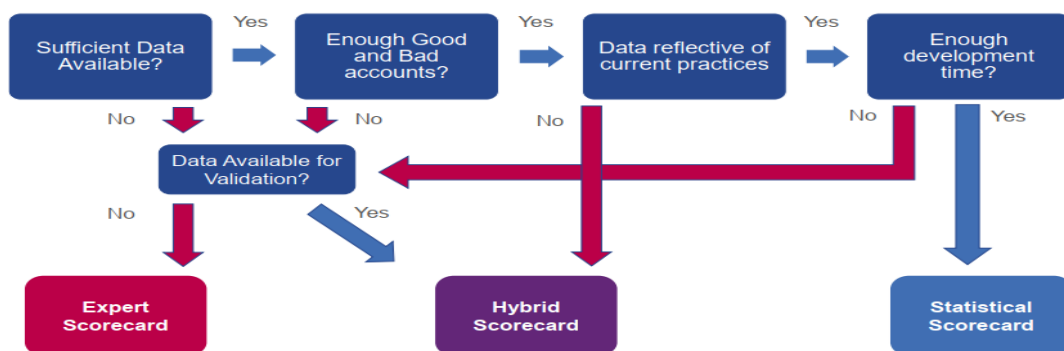 Yes
Yes
Yes
Sufficient Data
Available?
Enough Good
and Bad
accounts?
Data reflective of
current practices
Enough
development
time?
No
No
No
No
Yes
Data Available for
Validation?
No
Yes
Expert
Scorecard
Hybrid
Scorecard
Statistical
Scorecard